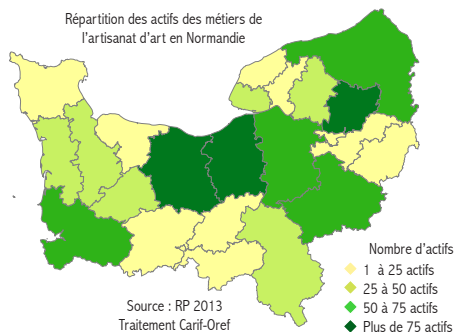 Répartition des actifs des métiers de
l'artisanat d'art en Normandie
Nombre d'actifs
1 à 25 actifs
25 à 50 actifs
50 à 75 actifs
Plus de 75 actifs
Source : RP 2013
Traitement Carif-Oref